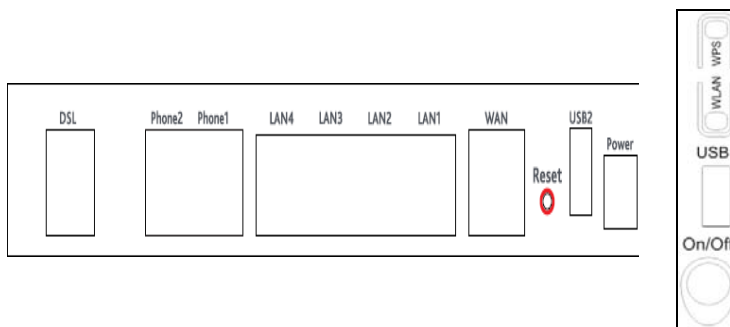 DSL
Phone2 Phone1
LAN4 LAN3 LAN2 LAN1
WAN
Reset
USB2
Power
WPS
WLAN
USB
On/Off